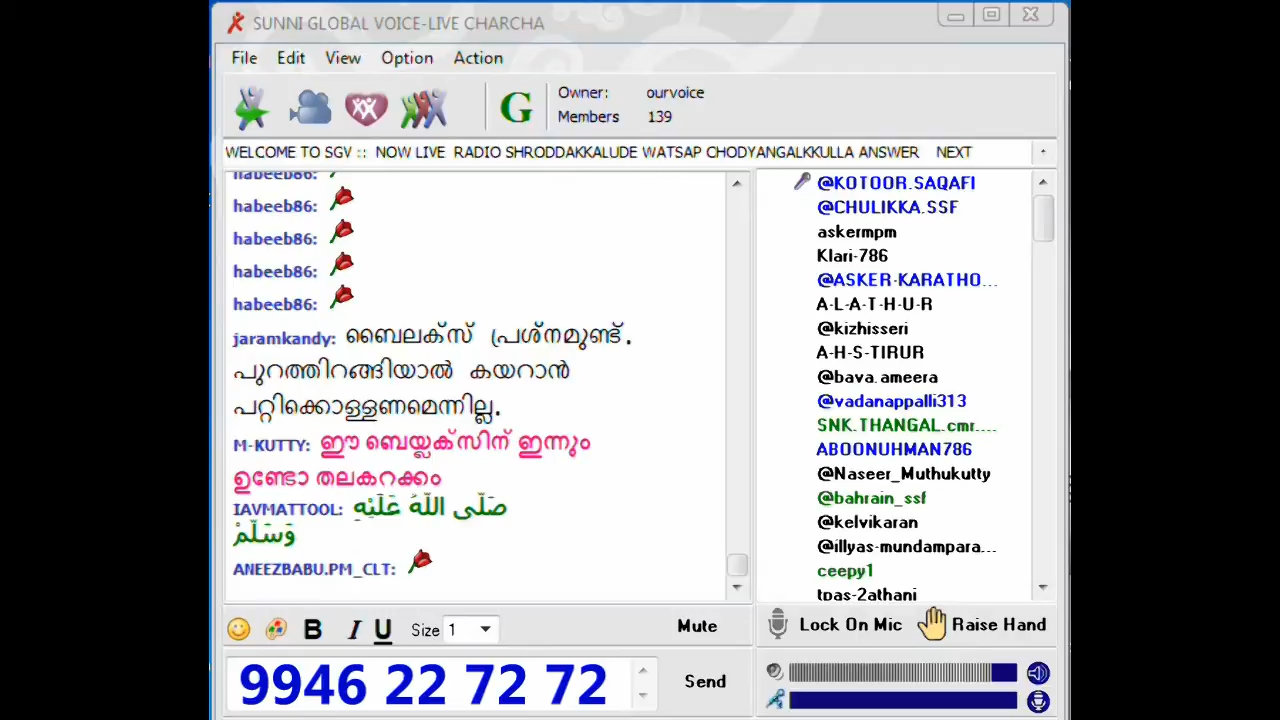 SUNNI GLOBAL VOICE-LIVE CHARCHA
File Edit View Option Action
G
Owner: ourvoice
Members 139
WELCOME TO SGV :: NOW LIVE RADIO SHRODDAKKALUDE WATSAP CHODYANGALKKULLA ANSWER NEXT
habeeb86:
habeeb86:
habeeb86:
habeeb86:
habeeb86:
jaramkandy: ബൈലക്സ് പ്രശ്നമുണ്ട്.
പുറത്തിറങ്ങിയാൽ കയറാൻ
പറ്റിക്കൊള്ളണമെന്നില്ല.
M-KUTTY: ഈ ബെയ്ലക്സിന് ഇന്നും
ഉണ്ടോ തലകറക്കം
IAVMATTOOL: صَلَّى اللَّهُ عَلَيْهِ
وَسَلَّمَ
ANEEZBABU.PM_CLT:
@KOTOOR.SAQAFI
@CHULIKKA.SSF
askermpm
Klari-786
@ASKER-KARATHO...
A-L-A-T-H-U-R
@kizhisseri
A-H-S-TIRUR
@bava.ameera
@vadanappalli313
SNK.THANGAL.cmr....
ABOONUHMAN786
@Naseer_Muthukutty
@bahrain_ssf
@kelvikaran
@illyas-mundampara...
ceepy1
tpas-2athani
B I U Size 1 Mute
Lock On Mic Raise Hand
9946 22 72 72 Send